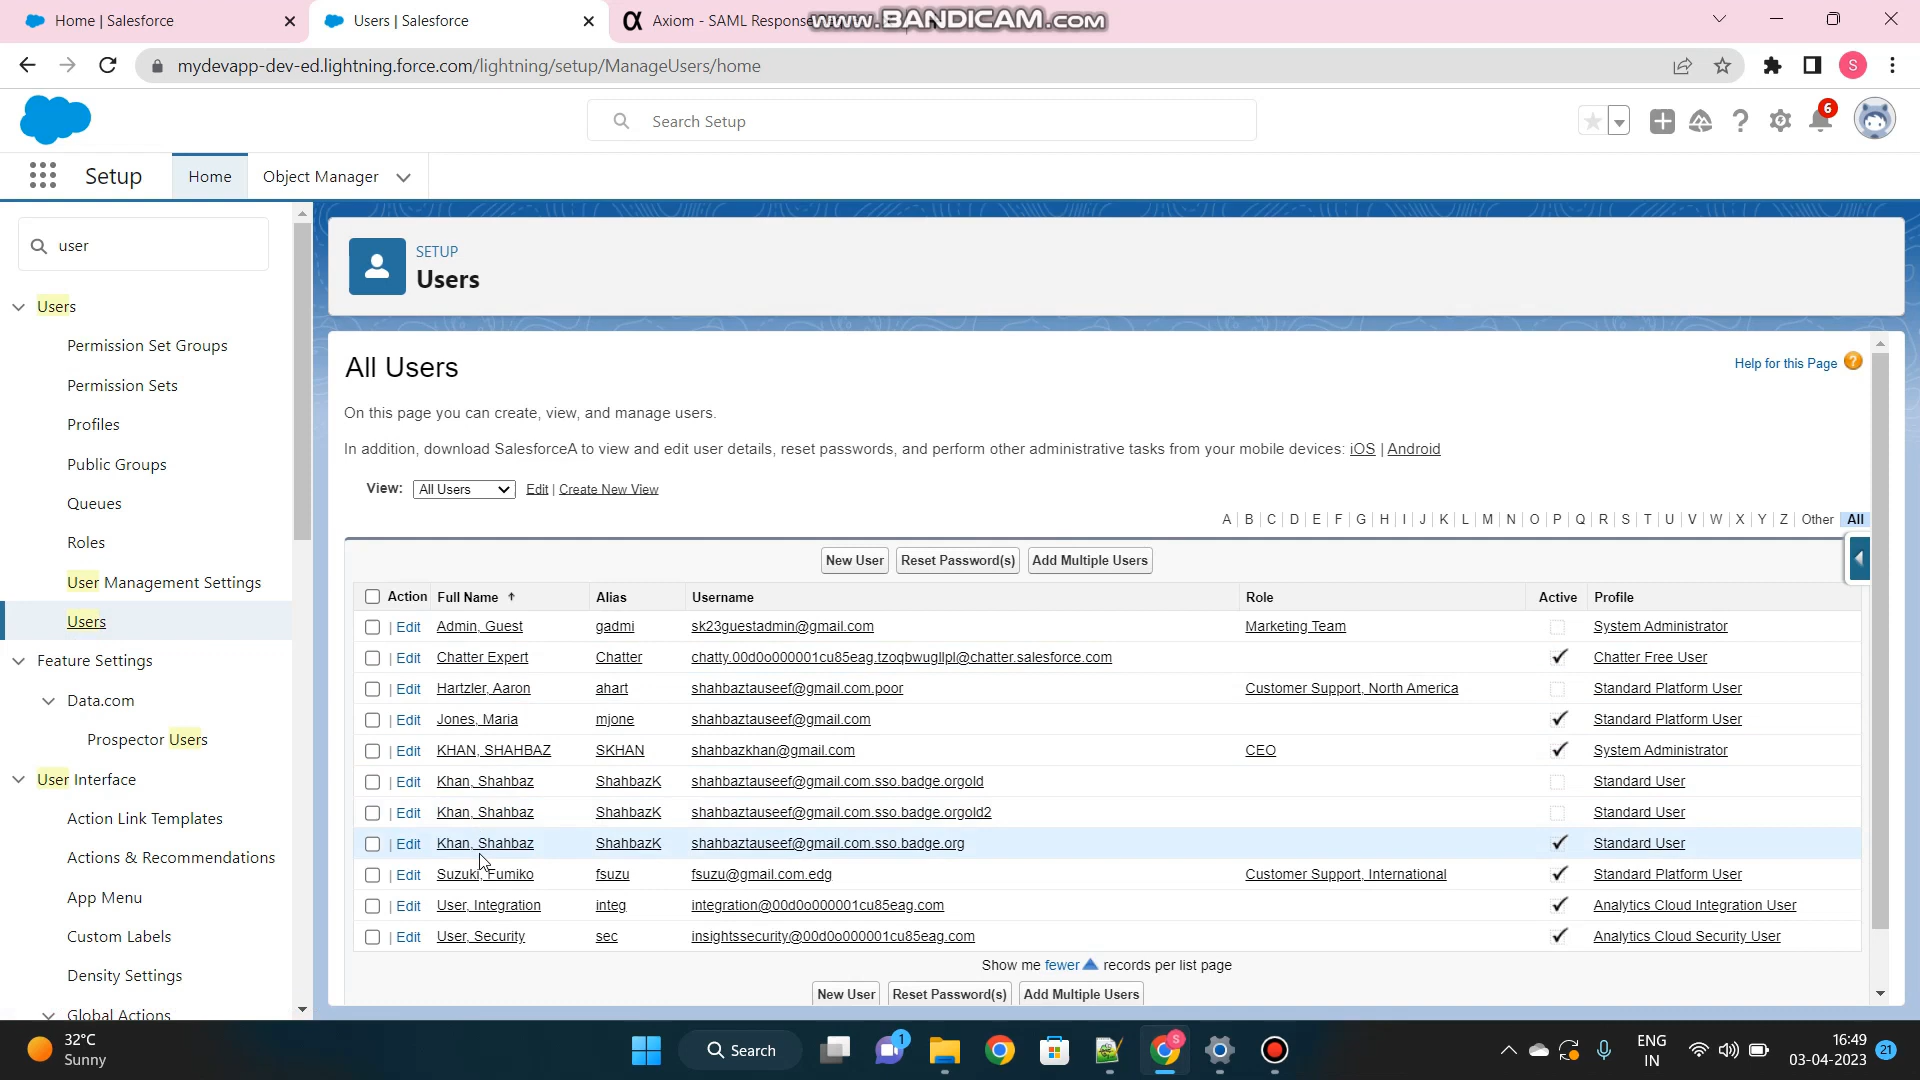 Home | Salesforce
Users | Salesforce
Axiom - SAML Respons
WWW.BANDICAM.COM
mydevapp-dev-ed.lightning.force.com/lightning/setup/ManageUsers/home
S
Search Setup
6
Setup
Home
Object Manager
user
Users
Permission Set Groups
Permission Sets
Profiles
Public Groups
Queues
Roles
User Management Settings
Users
Feature Settings
Data.com
Prospector Users
User Interface
Action Link Templates
Actions & Recommendations
App Menu
Custom Labels
Density Settings
Global Actions
SETUP
Users
All Users
Help for this Page ?
On this page you can create, view, and manage users.
In addition, download SalesforceA to view and edit user details, reset passwords, and perform other administrative tasks from your mobile devices: iOS | Android
View: All Users Edit | Create New View
A | B | C | D | E | F | G | H | I | J | K | L | M | N | O | P | Q | R | S | T | U | V | W | X | Y | Z | Other All
New User Reset Password(s) Add Multiple Users
Action Full Name Alias Username Role Active Profile
| Edit Admin, Guest gadmi sk23guestadmin@gmail.com Marketing Team System Administrator
| Edit Chatter Expert Chatter chatty.00d0o000001cu85eag.tzoqbwugllpl@chatter.salesforce.com Chatter Free User
| Edit Hartzler, Aaron ahart shahbaztauseef@gmail.com.poor Customer Support, North America Standard Platform User
| Edit Jones, Maria mjone shahbaztauseef@gmail.com Standard Platform User
| Edit KHAN, SHAHBAZ SKHAN shahbazkhan@gmail.com CEO System Administrator
| Edit Khan, Shahbaz ShahbazK shahbaztauseef@gmail.com.sso.badge.orgold Standard User
| Edit Khan, Shahbaz ShahbazK shahbaztauseef@gmail.com.sso.badge.orgold2 Standard User
| Edit Khan, Shahbaz ShahbazK shahbaztauseef@gmail.com.sso.badge.org Standard User
| Edit Suzuki, Fumiko fsuzu fsuzu@gmail.com.edg Customer Support, International Standard Platform User
| Edit User, Integration integ integration@00d0o000001cu85eag.com Analytics Cloud Integration User
| Edit User, Security sec insightssecurity@00d0o000001cu85eag.com Analytics Cloud Security User
Show me fewer records per list page
New User Reset Password(s) Add Multiple Users
32°C
Sunny
Search
1
S
ENG
IN
16:49
03-04-2023
21